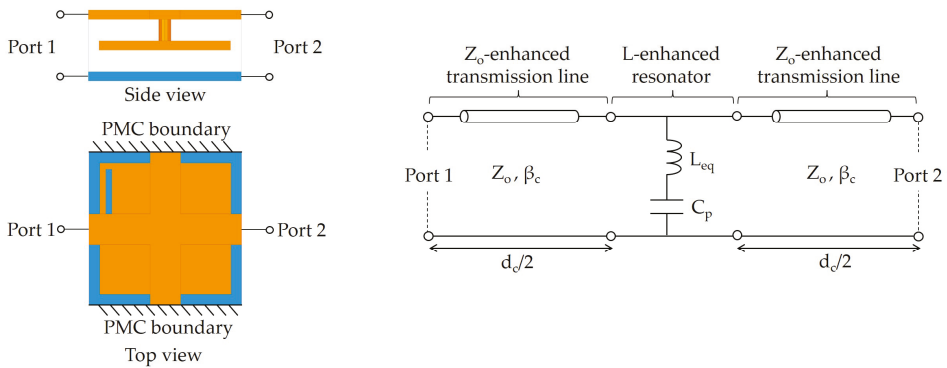 Port 1
Port 2
Side view
PMC boundary
Port 1
Port 2
PMC boundary
Top view
Zo-enhanced
transmission line
L-enhanced
resonator
Zo-enhanced
transmission line
Port 1
Zo , βc
Leq
Cp
Zo , βc
Port 2
dc/2
dc/2